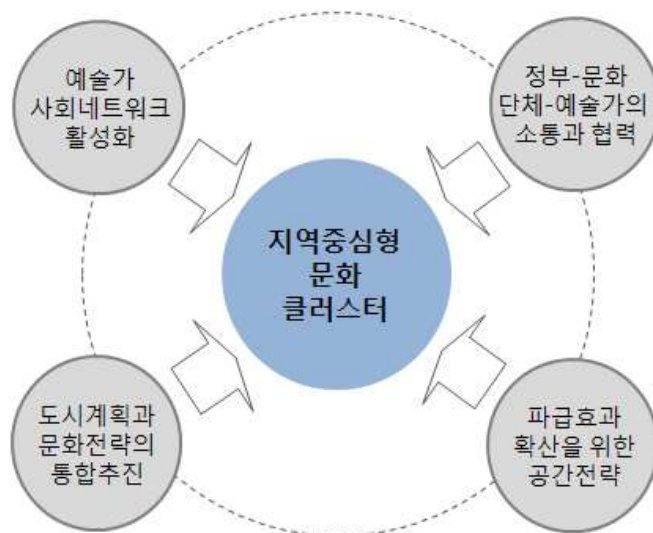 예술가
사회네트워크
활성화
정부-문화
단체-예술가의
소통과 협력
지역중심형
문화
클러스터
도시계획과
문화전략의
통합추진
파급효과
확산을 위한
공간전략